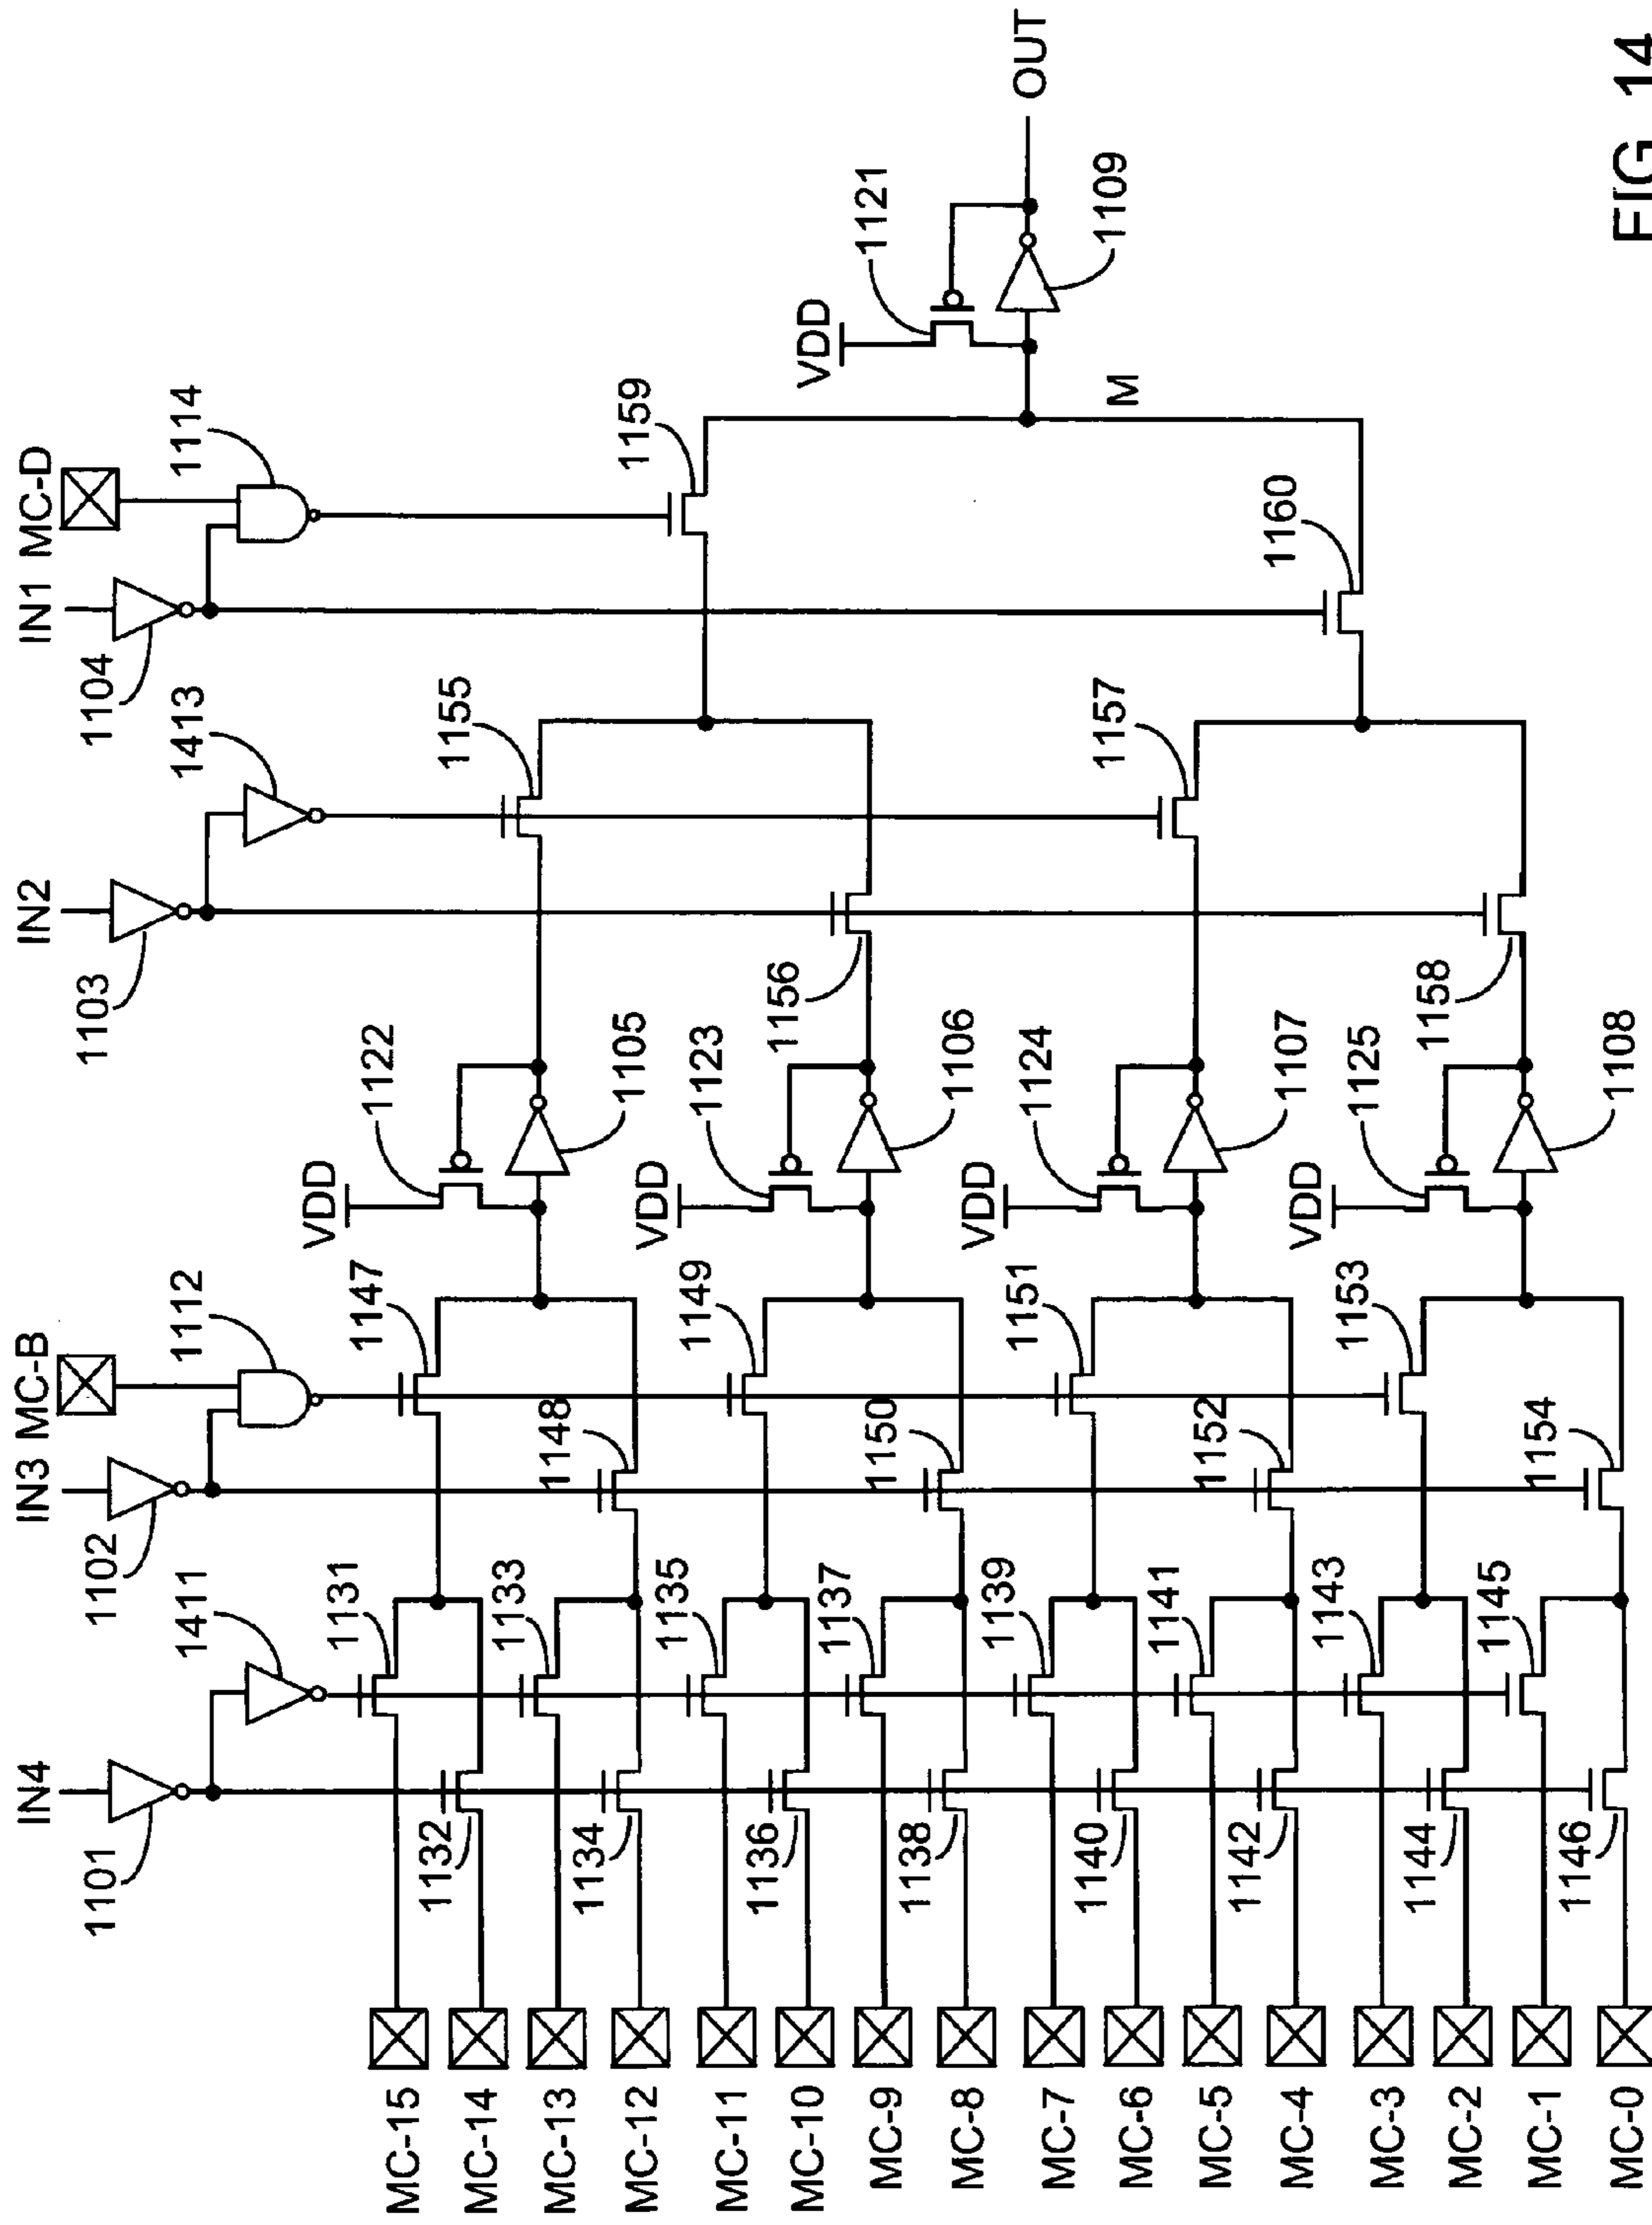 IN4
IN3
MC-B
IN2
IN1
MC-D
1101
1411
1102
1112
1103
1413
1104
1114
MC-15
MC-14
MC-13
MC-12
MC-11
MC-10
MC-9
MC-8
MC-7
MC-6
MC-5
MC-4
MC-3
MC-2
MC-1
MC-0
1131
1132
1133
1134
1135
1136
1137
1138
1139
1140
1141
1142
1143
1144
1145
1146
1147
1148
1149
1150
1151
1152
1153
1154
VDD
1122
1105
VDD
1123
1106
VDD
1124
1107
VDD
1125
1108
1155
1156
1157
1158
1159
1160
M
VDD
1121
1109
OUT
FIG. 14